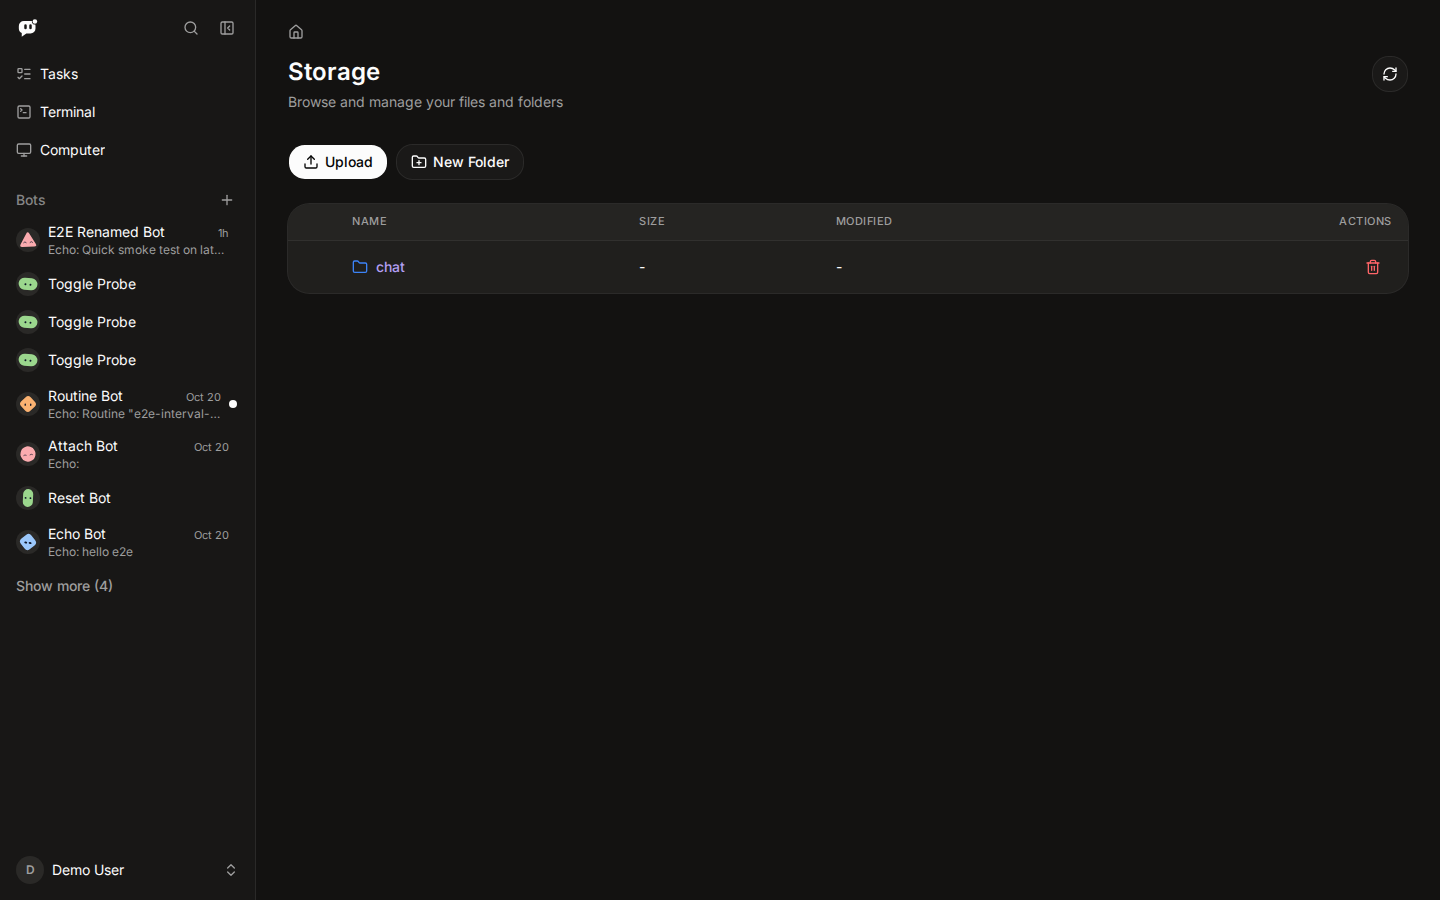 Tasks
Terminal
Computer
Bots
E2E Renamed Bot 1h
Echo: Quick smoke test on lat...
Toggle Probe
Toggle Probe
Toggle Probe
Routine Bot Oct 20
Echo: Routine "e2e-interval-...
Attach Bot Oct 20
Echo:
Reset Bot
Echo Bot Oct 20
Echo: hello e2e
Show more (4)
D Demo User
Storage
Browse and manage your files and folders
Upload New Folder
NAME SIZE MODIFIED ACTIONS
chat - -